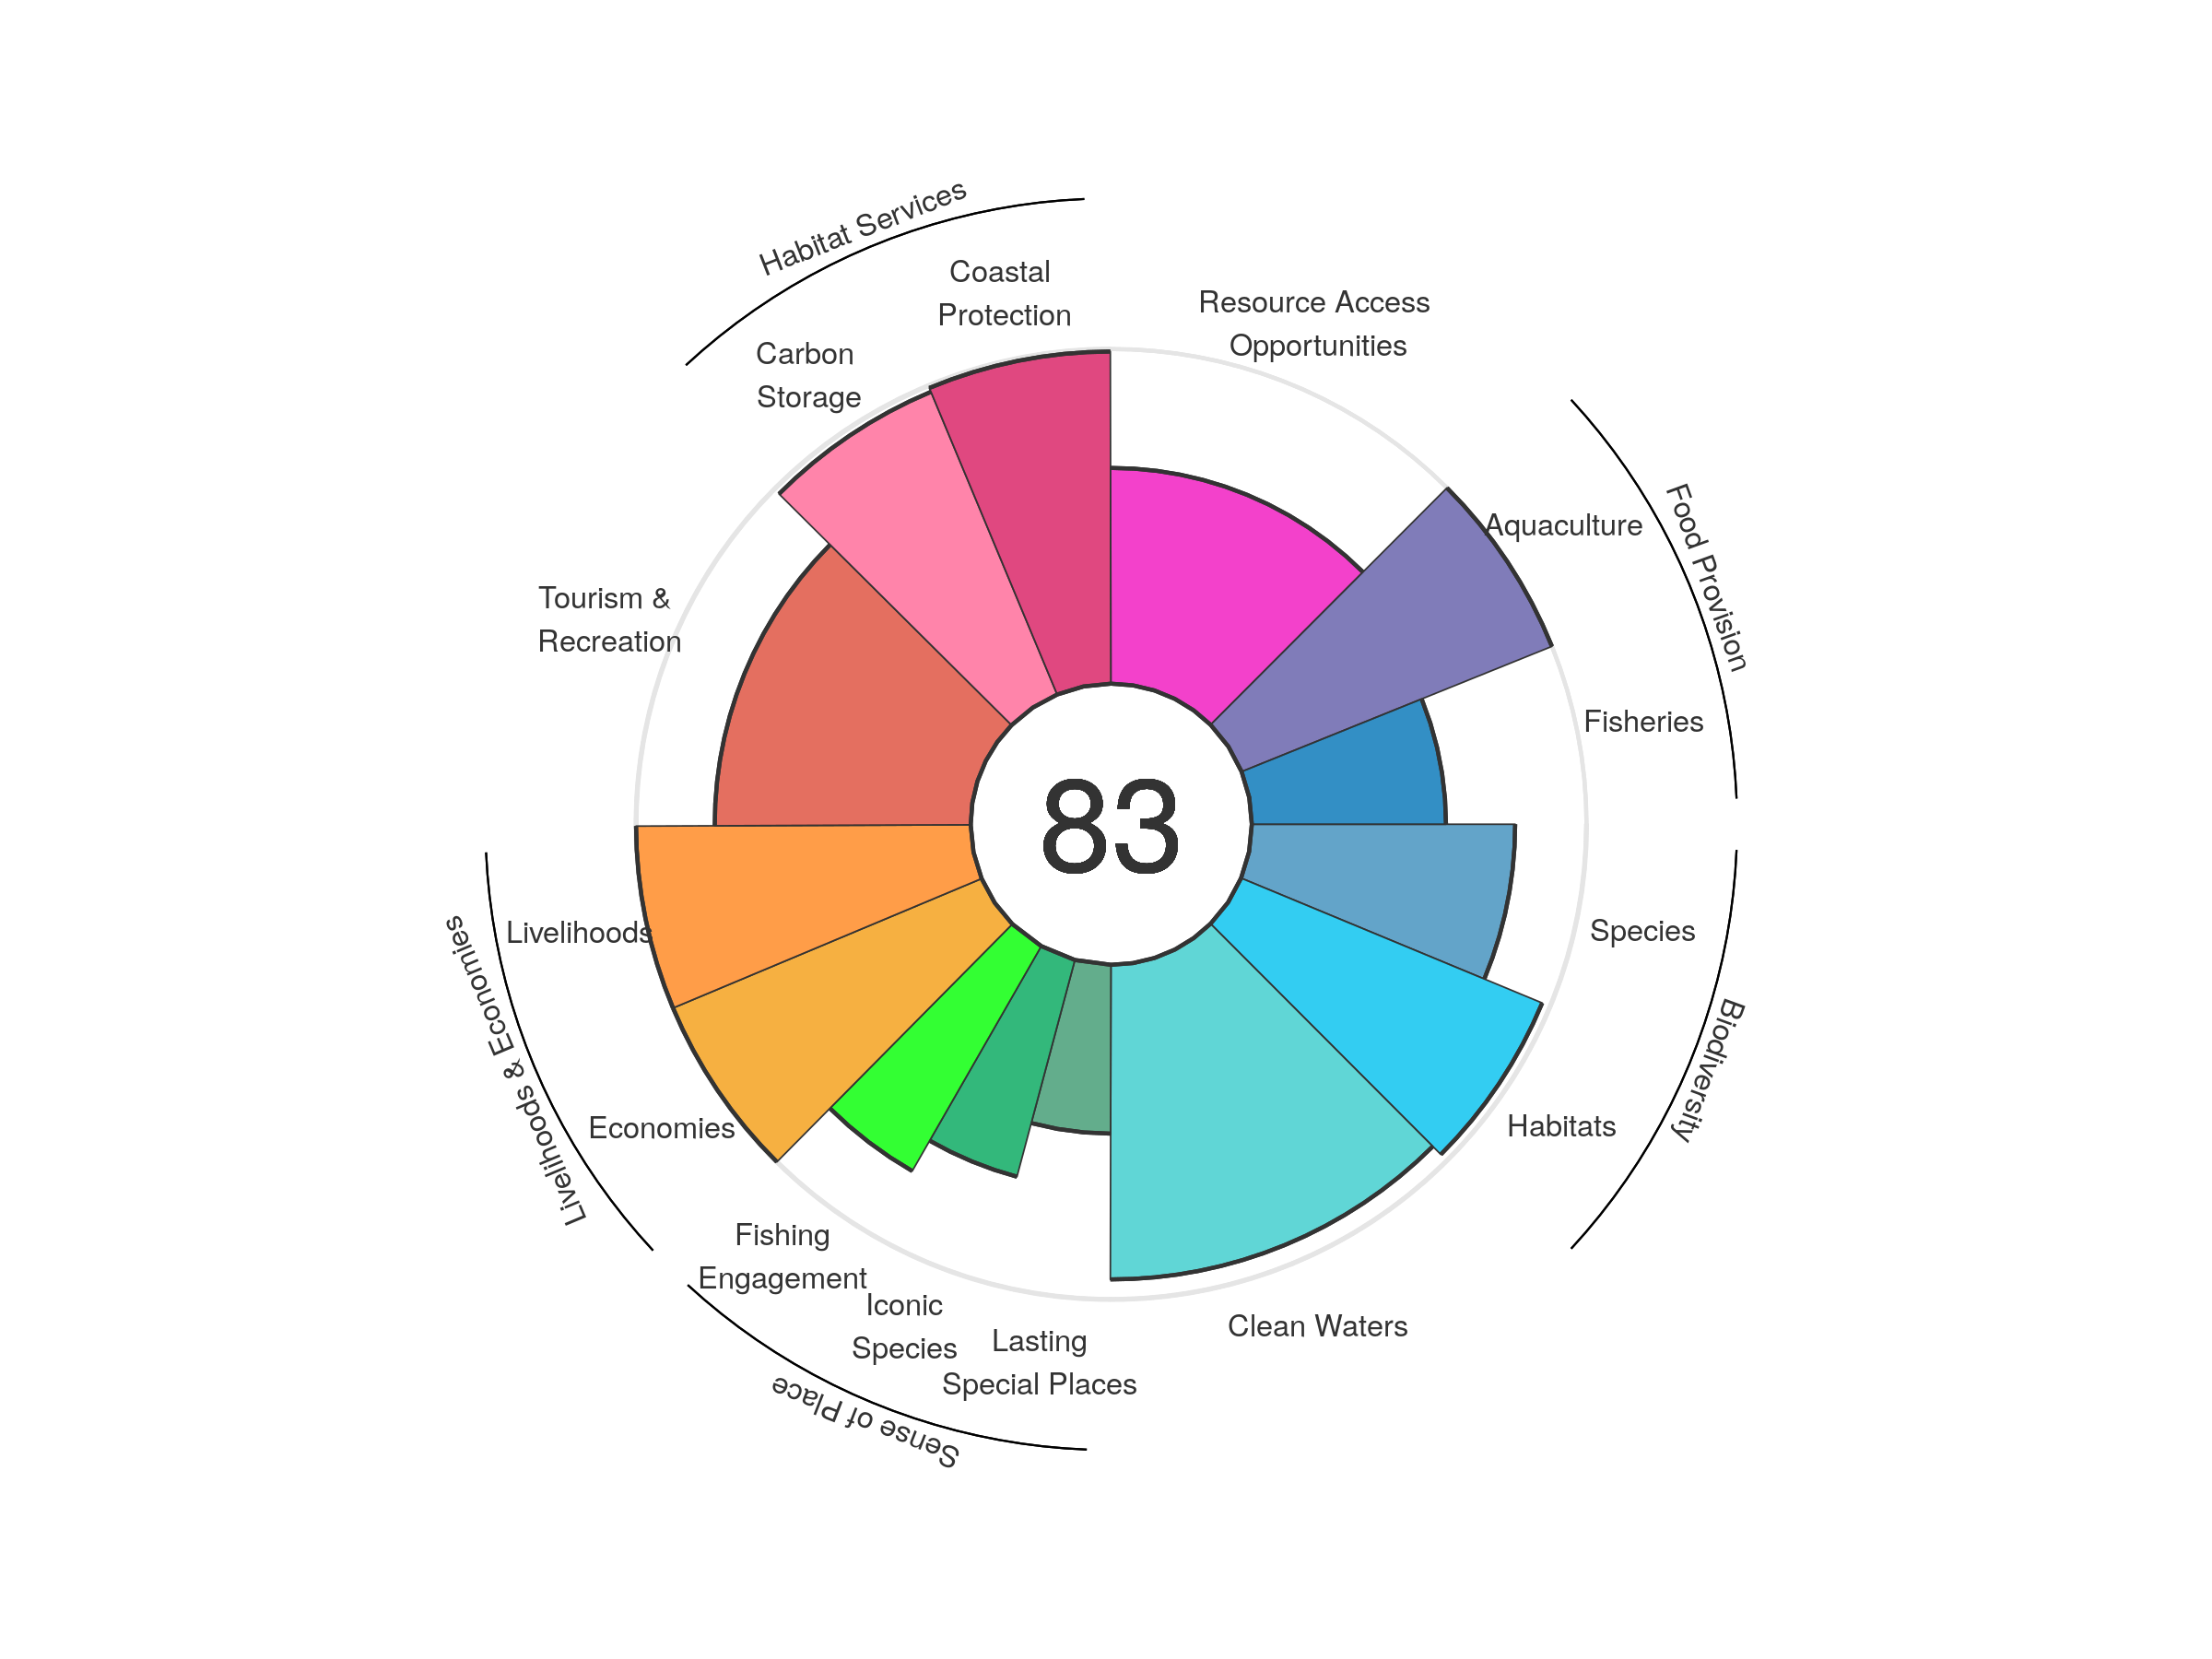 Habitat Services
Coastal
Protection
Resource Access
Opportunities
Carbon
Storage
Aquaculture
Food Provision
Tourism &
Recreation
Fisheries
83
Livelihoods
Species
Livelihoods & Economies
Biodiversity
Economies
Habitats
Fishing
Engagement
Iconic
Species
Lasting
Special Places
Clean Waters
Sense of Place